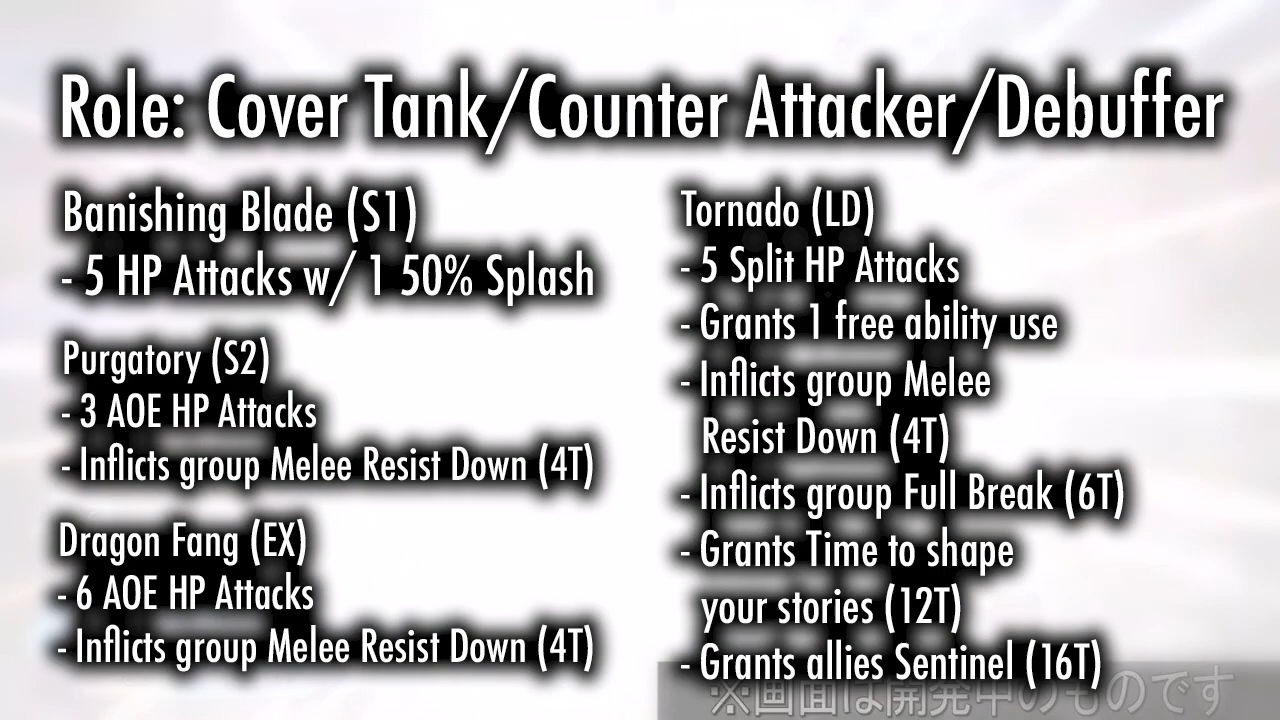 Role: Cover Tank/Counter Attacker/Debuffer
Banishing Blade (S1)
- 5 HP Attacks w/ 1 50% Splash
Purgatory (S2)
- 3 AOE HP Attacks
- Inflicts group Melee Resist Down (4T)
Dragon Fang (EX)
- 6 AOE HP Attacks
- Inflicts group Melee Resist Down (4T)
Tornado (LD)
- 5 Split HP Attacks
- Grants 1 free ability use
- Inflicts group Melee
Resist Down (4T)
- Inflicts group Full Break (6T)
- Grants Time to shape
your stories (12T)
- Grants allies Sentinel (16T)
※画面は開発中のものです